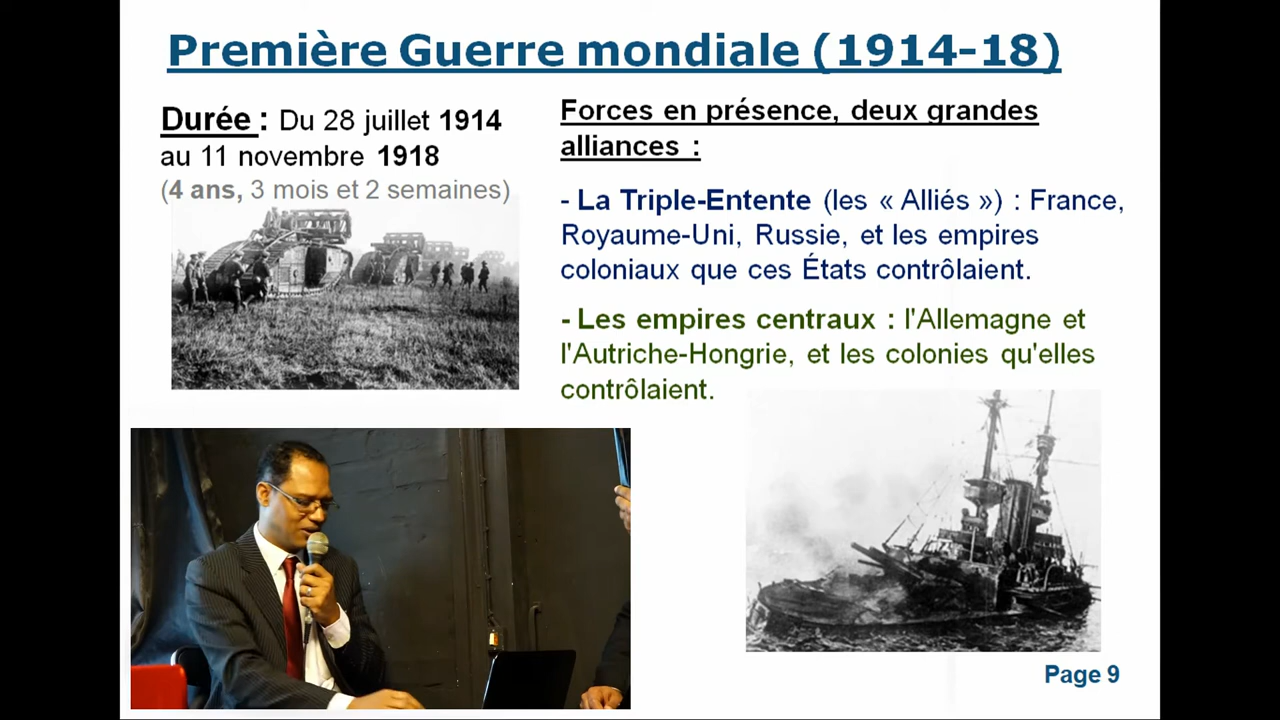 Première Guerre mondiale (1914-18)
Durée : Du 28 juillet 1914
au 11 novembre 1918
(4 ans, 3 mois et 2 semaines)
Forces en présence, deux grandes
alliances :
- La Triple-Entente (les « Alliés ») : France,
Royaume-Uni, Russie, et les empires
coloniaux que ces États contrôlaient.
- Les empires centraux : l'Allemagne et
l'Autriche-Hongrie, et les colonies qu'elles
contrôlaient.
Page 9